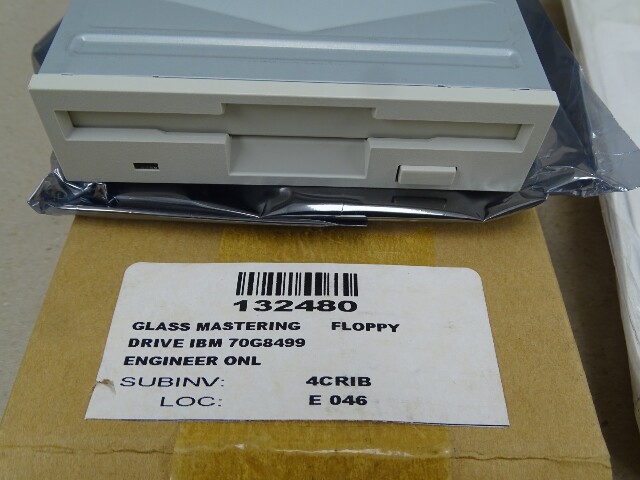 132480
GLASS MASTERING FLOPPY
DRIVE IBM 70G8499
ENGINEER ONL
SUBINV: 4CRIB
LOC: E 046